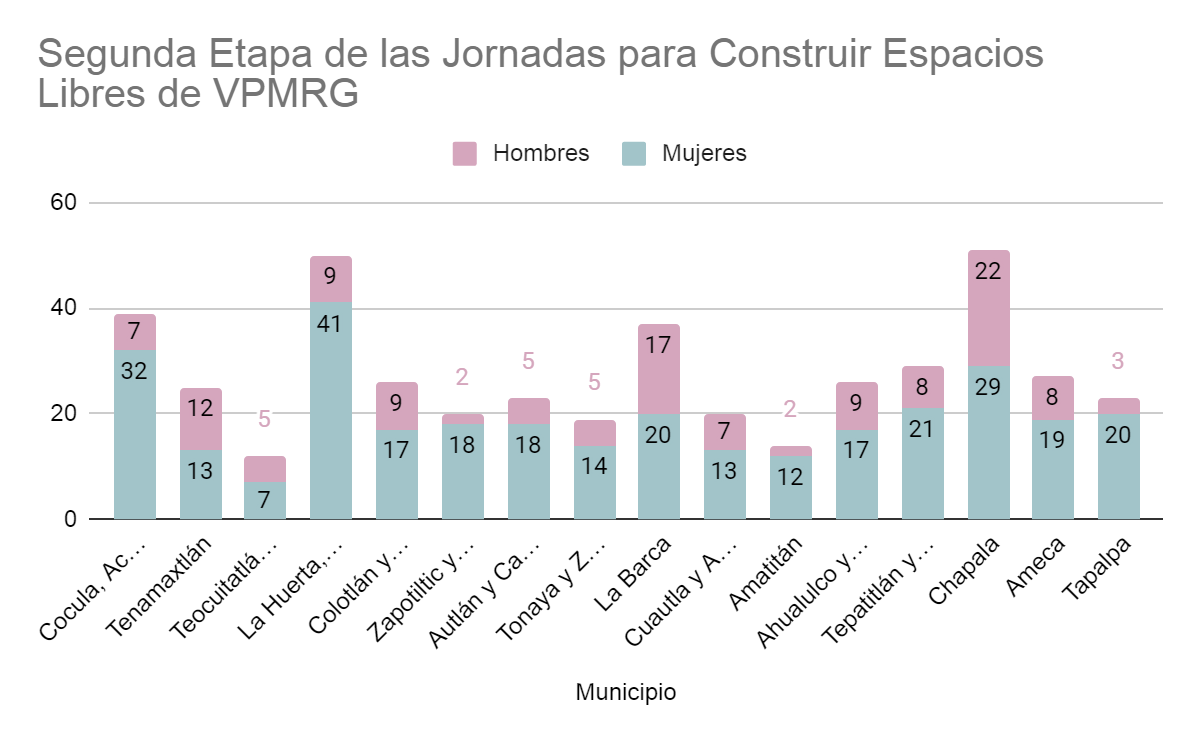 Segunda Etapa de las Jornadas para Construir Espacios
Libres de VPMRG
Hombres Mujeres
60
40
20
0
7 12 5 9 9 2 5 5 17 7 2 9 8 22 8 3
32 13 7 41 17 18 18 14 20 13 12 17 21 29 19 20
Cocula, Ac…
Tenamaxtlán
Teocuitatlá…
La Huerta,…
Colotlán y…
Zapotiltic y…
Autlán y Ca…
Tonaya y Z…
La Barca
Cuautla y A…
Amatitán
Ahualulco y…
Tepatitlán y…
Chapala
Ameca
Tapalpa
Municipio